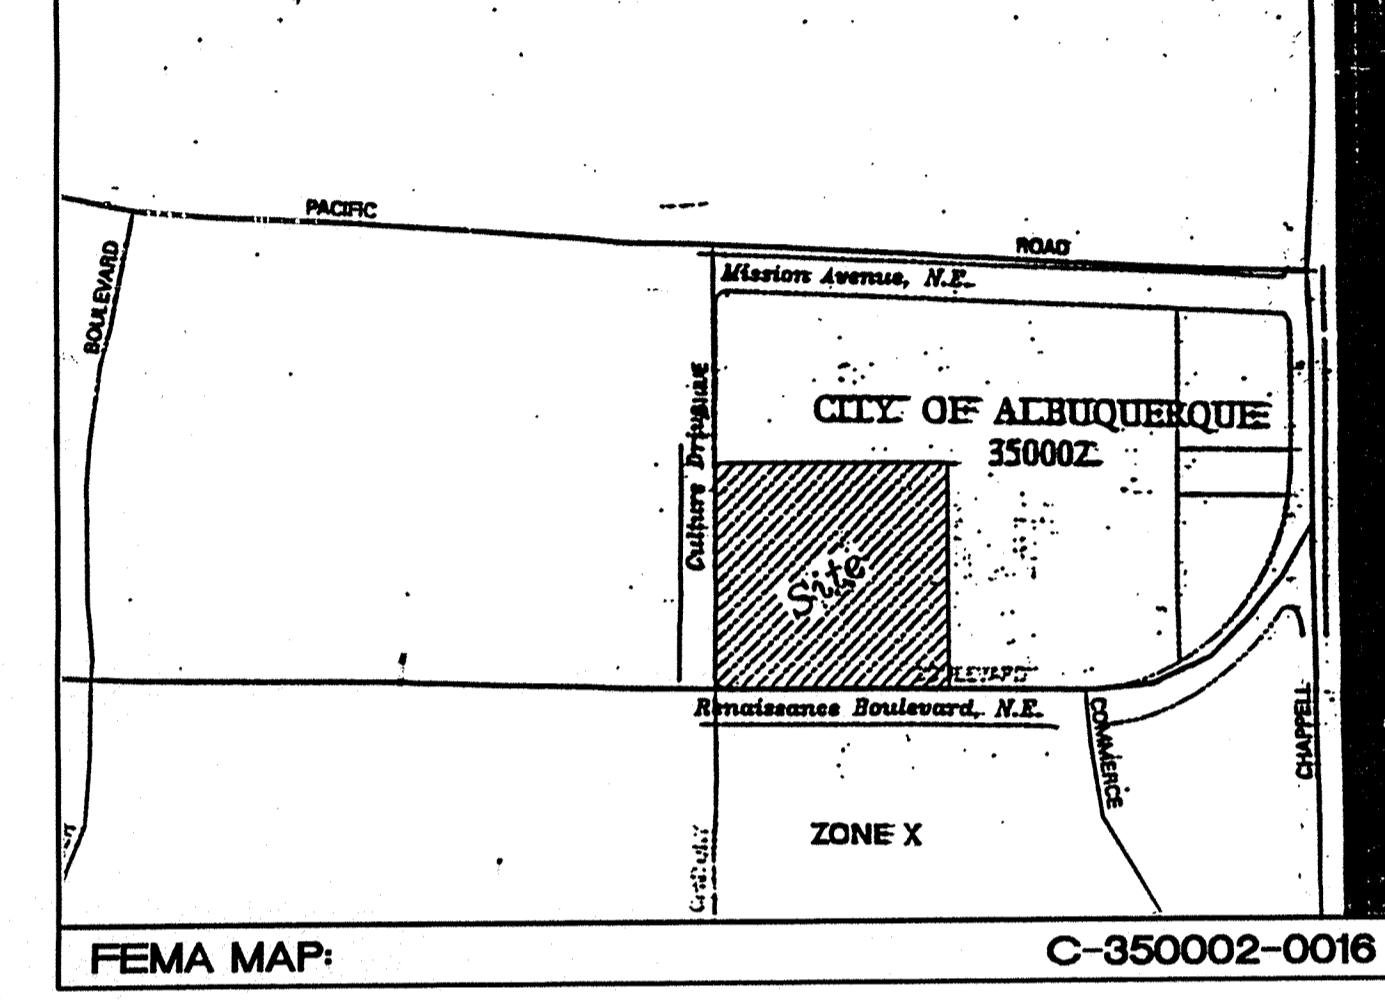 PACIFIC
ROAD
BOULEVARD
Mission Avenue, N.E.
CITY OF ALBUQUERQUE
350002
Culture Drive
Site
Renaissance Boulevard, N.E.
COMMERCE
CHAPPELL
ZONE X
FEMA MAP:
C-350002-0016